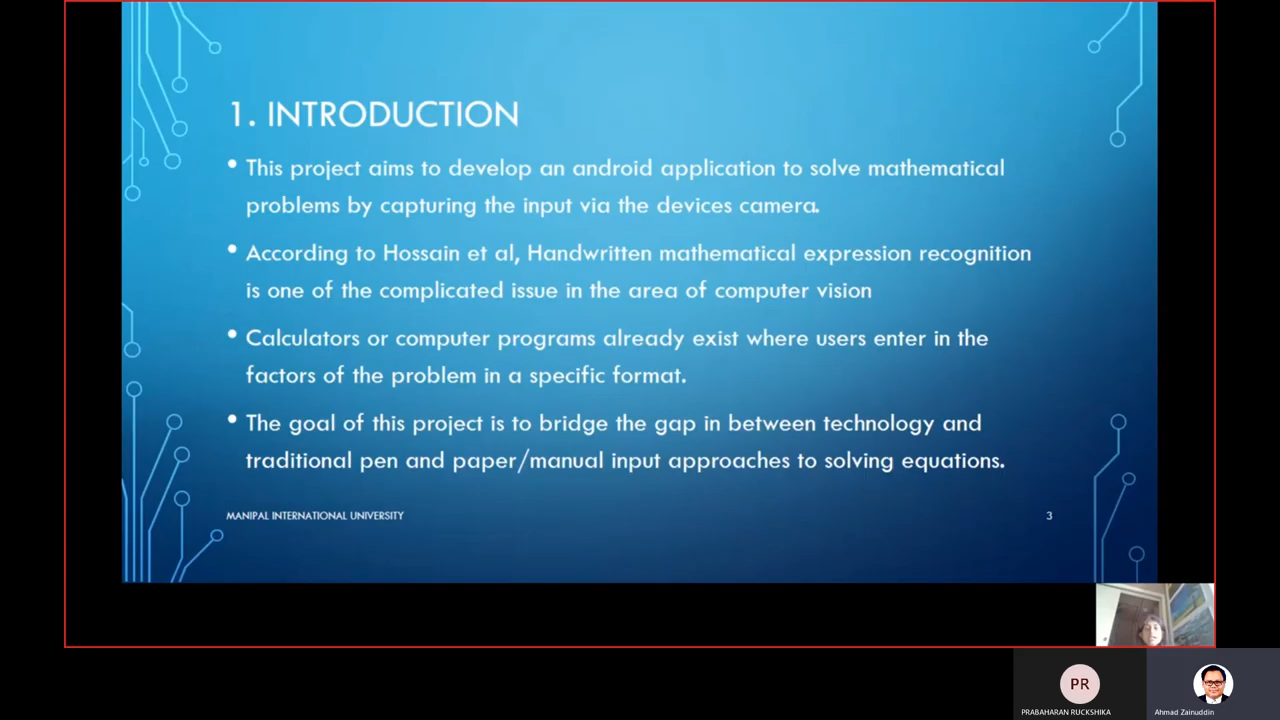 1. INTRODUCTION
• This project aims to develop an android application to solve mathematical
problems by capturing the input via the devices camera.
• According to Hossain et al, Handwritten mathematical expression recognition
is one of the complicated issue in the area of computer vision
• Calculators or computer programs already exist where users enter in the
factors of the problem in a specific format.
• The goal of this project is to bridge the gap in between technology and
traditional pen and paper/manual input approaches to solving equations.
MANIPAL INTERNATIONAL UNIVERSITY
3
PR
PRABAHARAN RUCKSHIKA
Ahmad Zainuddin